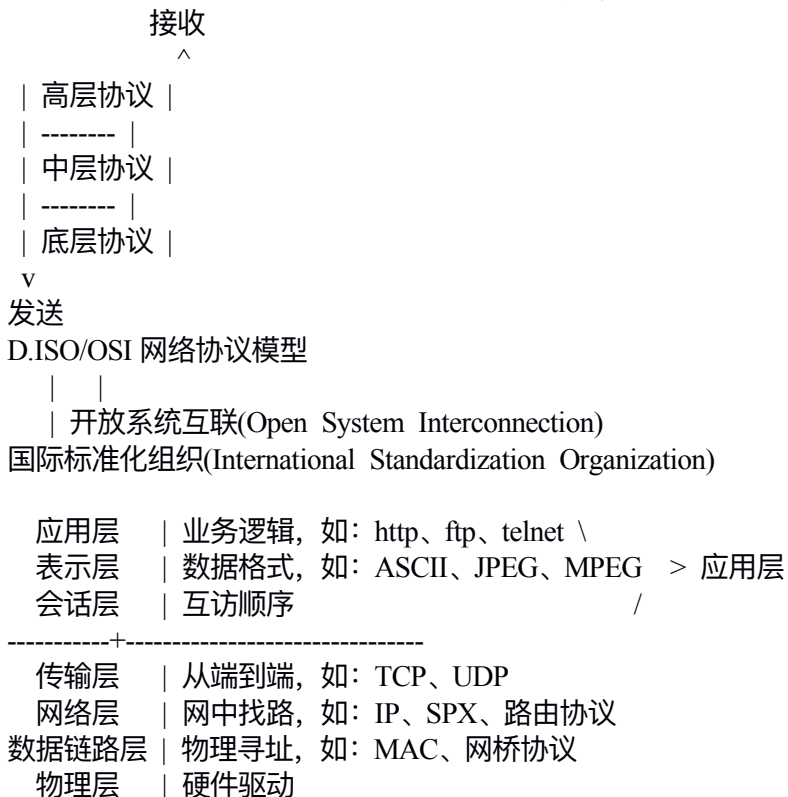 接收
^
| 高层协议 |
| -------- |
| 中层协议 |
| -------- |
| 底层协议 |
v
发送
D.ISO/OSI 网络协议模型
| |
| 开放系统互联(Open System Interconnection)
国际标准化组织(International Standardization Organization)
应用层 | 业务逻辑，如：http、ftp、telnet \
表示层 | 数据格式，如：ASCII、JPEG、MPEG > 应用层
会话层 | 互访顺序 /
-----------+--------------------------------
传输层 | 从端到端，如：TCP、UDP
网络层 | 网中找路，如：IP、SPX、路由协议
数据链路层 | 物理寻址，如：MAC、网桥协议
物理层 | 硬件驱动